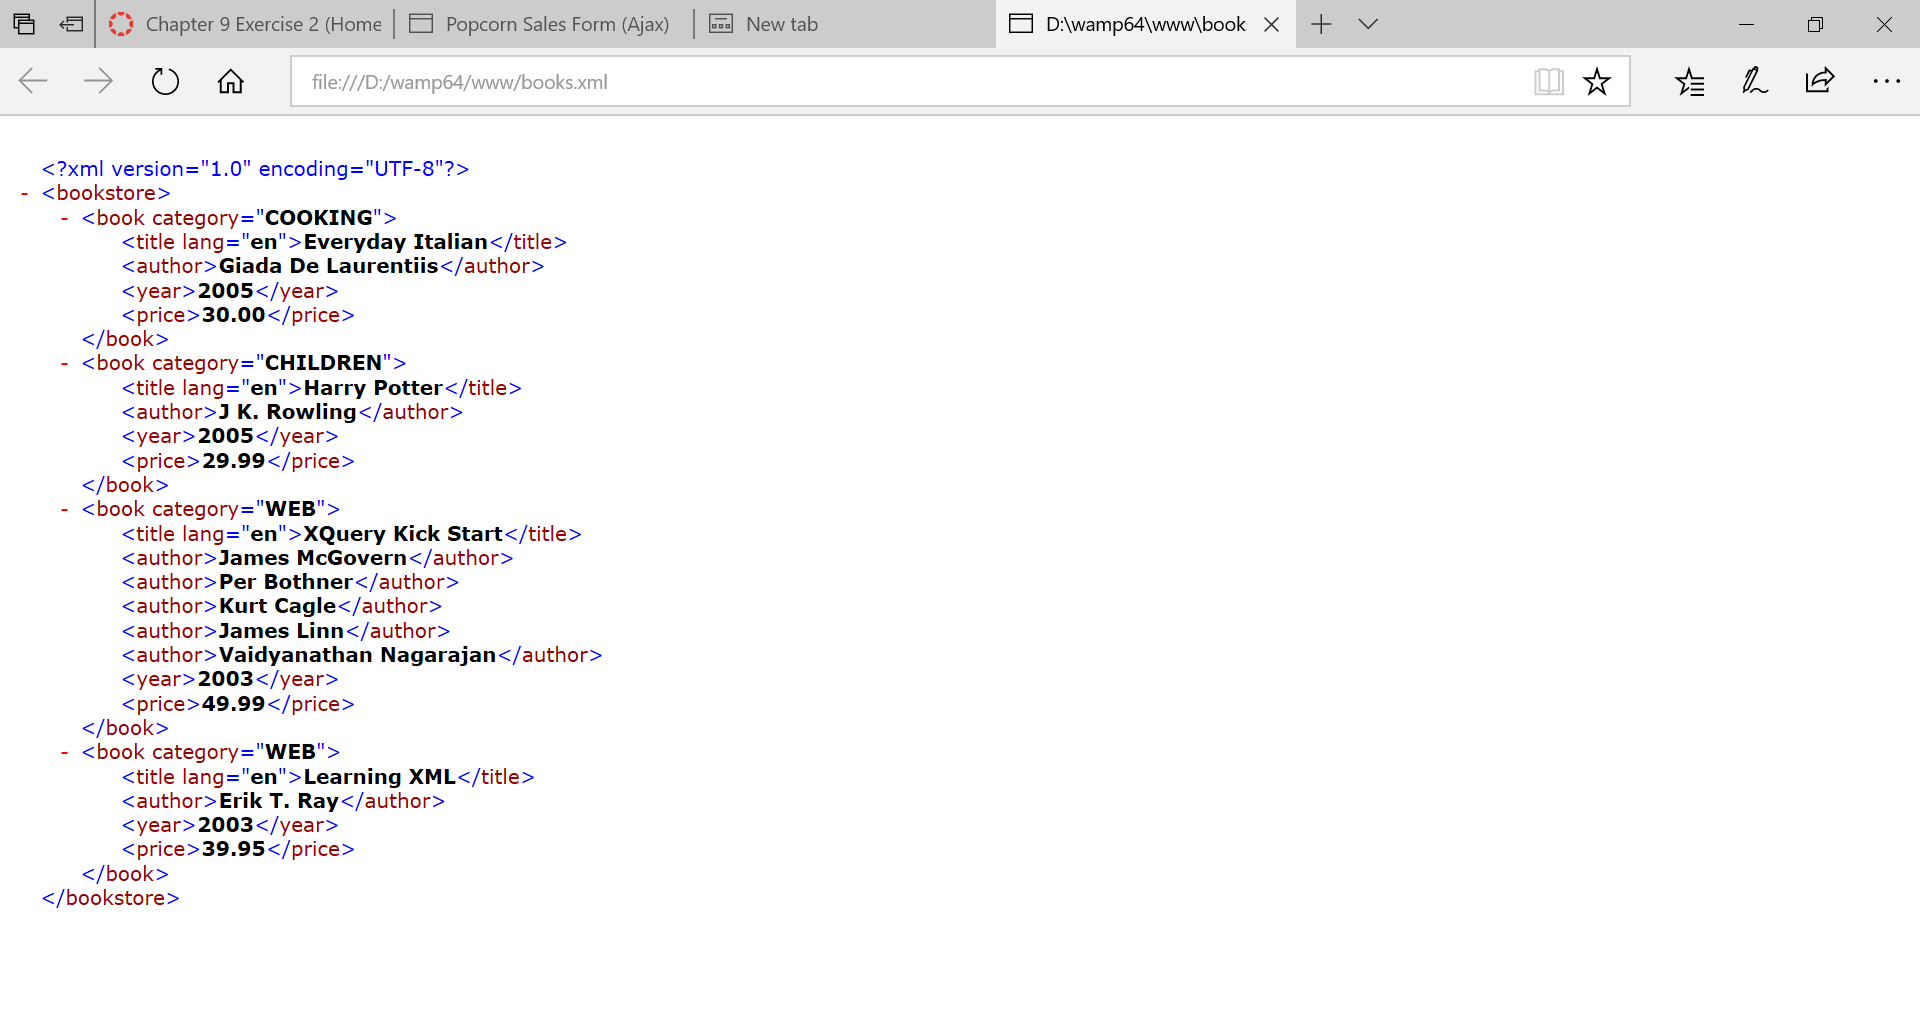 Chapter 9 Exercise 2 (Home
Popcorn Sales Form (Ajax)
New tab
D:\wamp64\www\book
file:///D:/wamp64/www/books.xml
<?xml version="1.0" encoding="UTF-8"?>
- <bookstore>
- <book category="COOKING">
<title lang="en">Everyday Italian</title>
<author>Giada De Laurentiis</author>
<year>2005</year>
<price>30.00</price>
</book>
- <book category="CHILDREN">
<title lang="en">Harry Potter</title>
<author>J K. Rowling</author>
<year>2005</year>
<price>29.99</price>
</book>
- <book category="WEB">
<title lang="en">XQuery Kick Start</title>
<author>James McGovern</author>
<author>Per Bothner</author>
<author>Kurt Cagle</author>
<author>James Linn</author>
<author>Vaidyanathan Nagarajan</author>
<year>2003</year>
<price>49.99</price>
</book>
- <book category="WEB">
<title lang="en">Learning XML</title>
<author>Erik T. Ray</author>
<year>2003</year>
<price>39.95</price>
</book>
</bookstore>